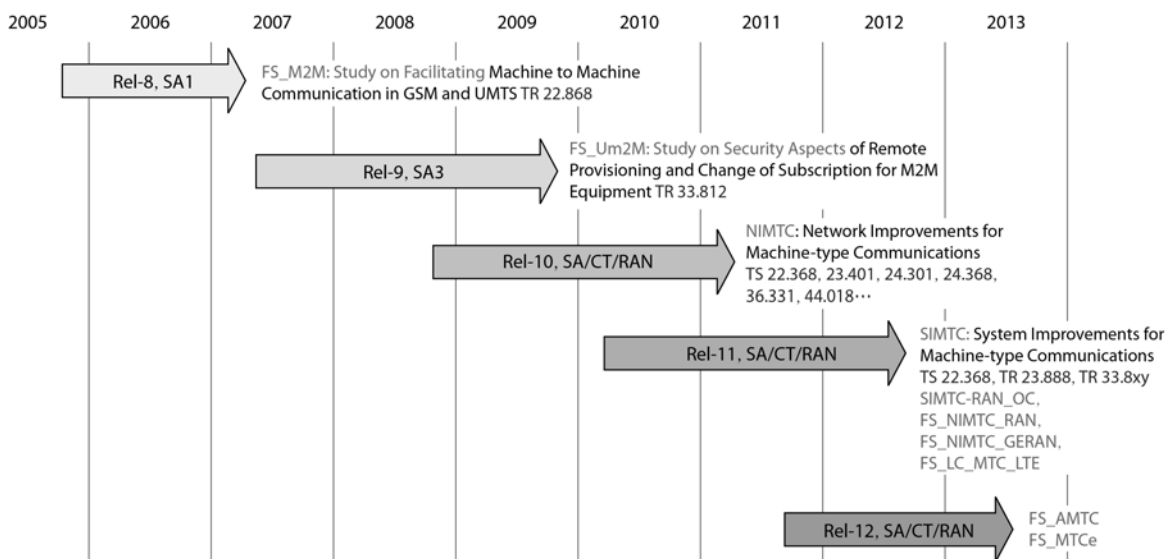 2005 2006 2007 2008 2009 2010 2011 2012 2013
Rel-8, SA1
FS_M2M: Study on Facilitating Machine to Machine
Communication in GSM and UMTS TR 22.868
Rel-9, SA3
FS_Um2M: Study on Security Aspects of Remote
Provisioning and Change of Subscription for M2M
Equipment TR 33.812
Rel-10, SA/CT/RAN
NIMTC: Network Improvements for
Machine-type Communications
TS 22.368, 23.401, 24.301, 24.368,
36.331, 44.018···
Rel-11, SA/CT/RAN
SIMTC: System Improvements for
Machine-type Communications
TS 22.368, TR 23.888, TR 33.8xy
SIMTC-RAN_OC,
FS_NIMTC_RAN,
FS_NIMTC_GERAN,
FS_LC_MTC_LTE
Rel-12, SA/CT/RAN
FS_AMTC
FS_MTCe